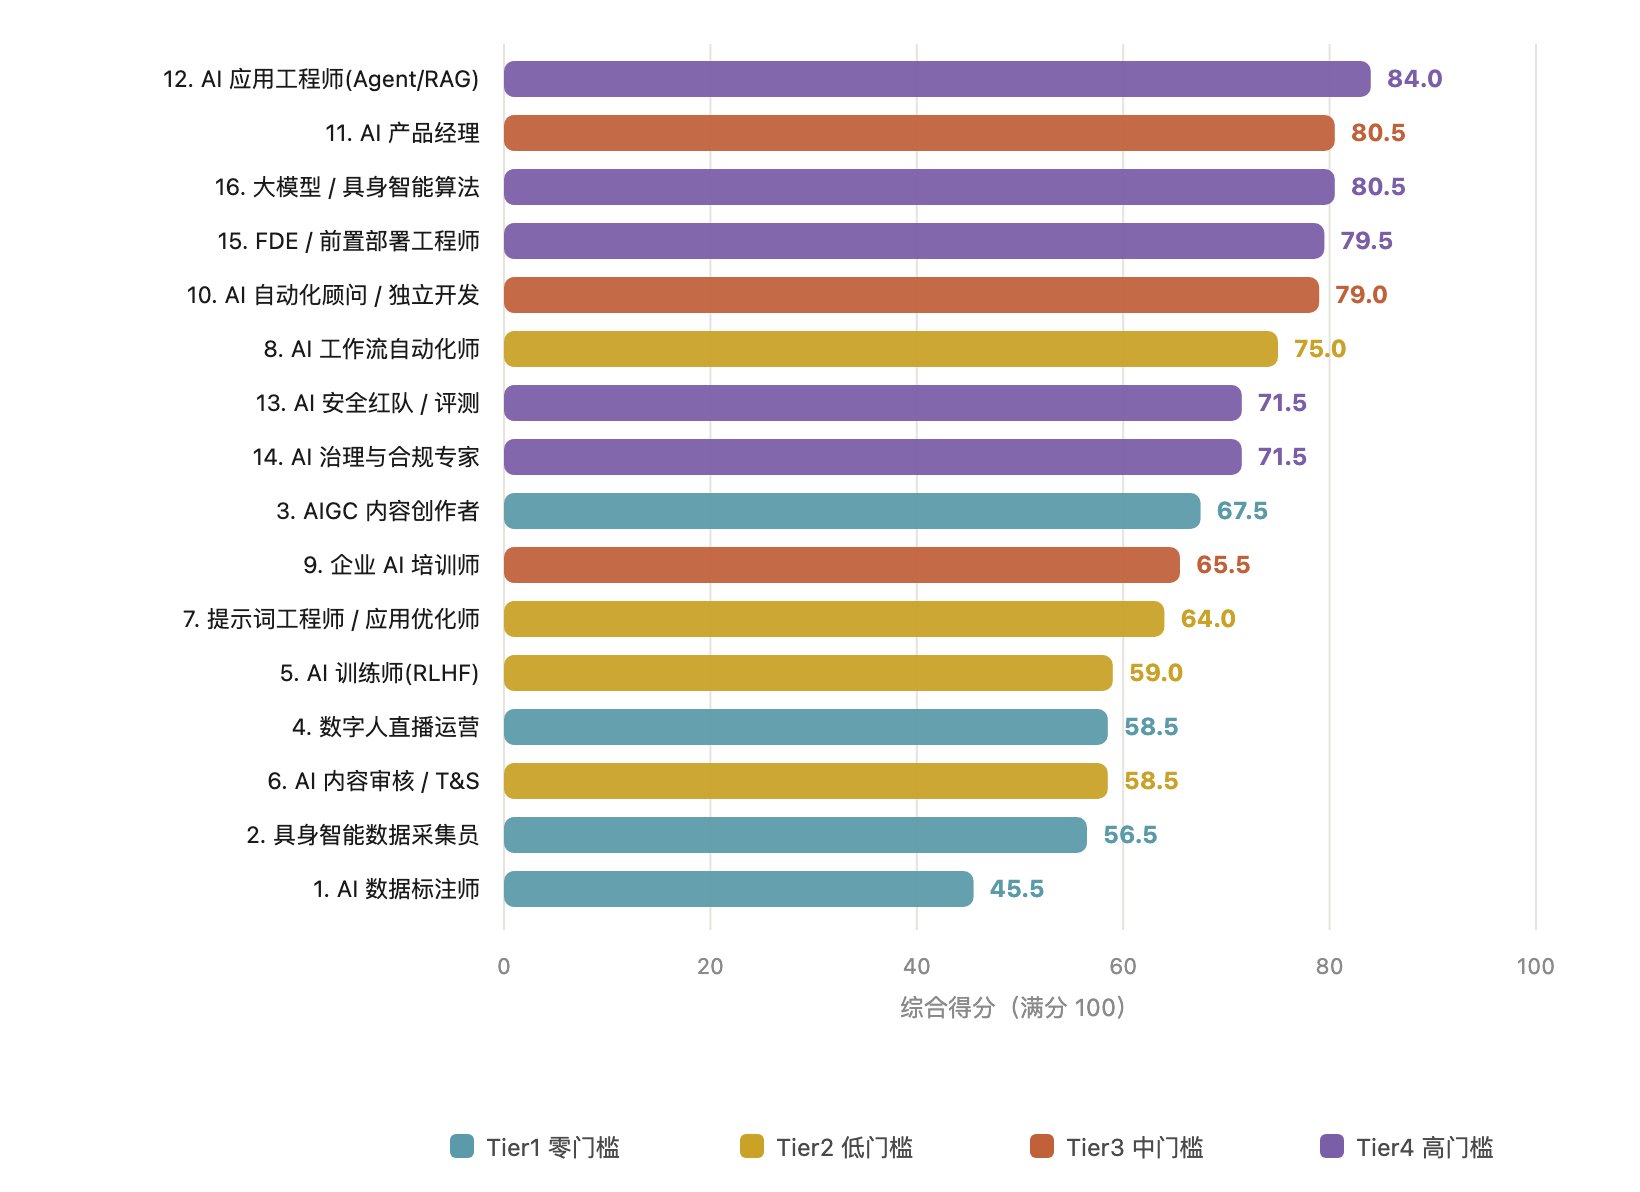 12. AI 应用工程师(Agent/RAG) 84.0
11. AI 产品经理 80.5
16. 大模型 / 具身智能算法 80.5
15. FDE / 前置部署工程师 79.5
10. AI 自动化顾问 / 独立开发 79.0
8. AI 工作流自动化师 75.0
13. AI 安全红队 / 评测 71.5
14. AI 治理与合规专家 71.5
3. AIGC 内容创作者 67.5
9. 企业 AI 培训师 65.5
7. 提示词工程师 / 应用优化师 64.0
5. AI 训练师(RLHF) 59.0
4. 数字人直播运营 58.5
6. AI 内容审核 / T&S 58.5
2. 具身智能数据采集员 56.5
1. AI 数据标注师 45.5
0 20 40 60 80 100
综合得分（满分 100）
Tier1 零门槛 Tier2 低门槛 Tier3 中门槛 Tier4 高门槛